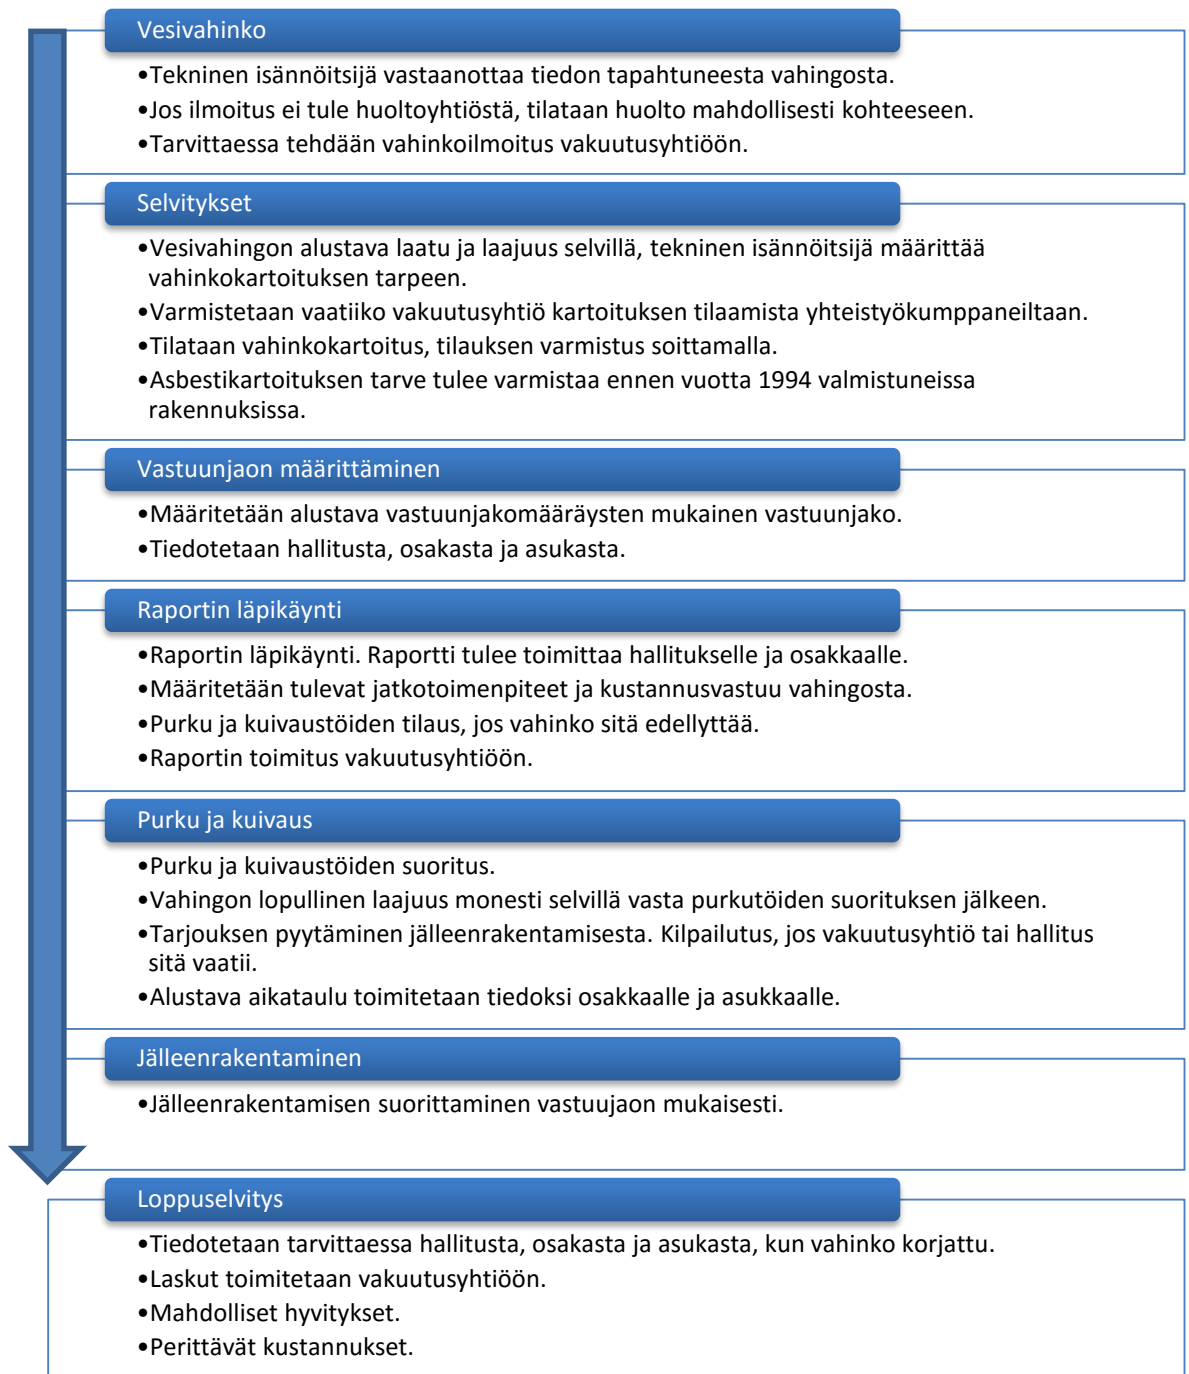 Vesivahinko
•Tekninen isännöitsijä vastaanottaa tiedon tapahtuneesta vahingosta.
•Jos ilmoitus ei tule huoltoyhtiöstä, tilataan huolto mahdollisesti kohteeseen.
•Tarvittaessa tehdään vahinkoilmoitus vakuutusyhtiöön.
Selvitykset
•Vesivahingon alustava laatu ja laajuus selvillä, tekninen isännöitsijä määrittää
vahinkokartoituksen tarpeen.
•Varmistetaan vaatiiko vakuutusyhtiö kartoituksen tilaamista yhteistyökumppaneiltaan.
•Tilataan vahinkokartoitus, tilauksen varmistus soittamalla.
•Asbestikartoituksen tarve tulee varmistaa ennen vuotta 1994 valmistuneissa
rakennuksissa.
Vastuunjaon määrittäminen
•Määritetään alustava vastuunjakomääräysten mukainen vastuunjako.
•Tiedotetaan hallitusta, osakasta ja asukasta.
Raportin läpikäynti
•Raportin läpikäynti. Raportti tulee toimittaa hallitukselle ja osakkaalle.
•Määritetään tulevat jatkotoimenpiteet ja kustannusvastuu vahingosta.
•Purku ja kuivaustöiden tilaus, jos vahinko sitä edellyttää.
•Raportin toimitus vakuutusyhtiöön.
Purku ja kuivaus
•Purku ja kuivaustöiden suoritus.
•Vahingon lopullinen laajuus monesti selvillä vasta purkutöiden suorituksen jälkeen.
•Tarjouksen pyytäminen jälleenrakentamisesta. Kilpailutus, jos vakuutusyhtiö tai hallitus
sitä vaatii.
•Alustava aikataulu toimitetaan tiedoksi osakkaalle ja asukkaalle.
Jälleenrakentaminen
•Jälleenrakentamisen suorittaminen vastuujaon mukaisesti.
Loppuselvitys
•Tiedotetaan tarvittaessa hallitusta, osakasta ja asukasta, kun vahinko korjattu.
•Laskut toimitetaan vakuutusyhtiöön.
•Mahdolliset hyvitykset.
•Perittävät kustannukset.